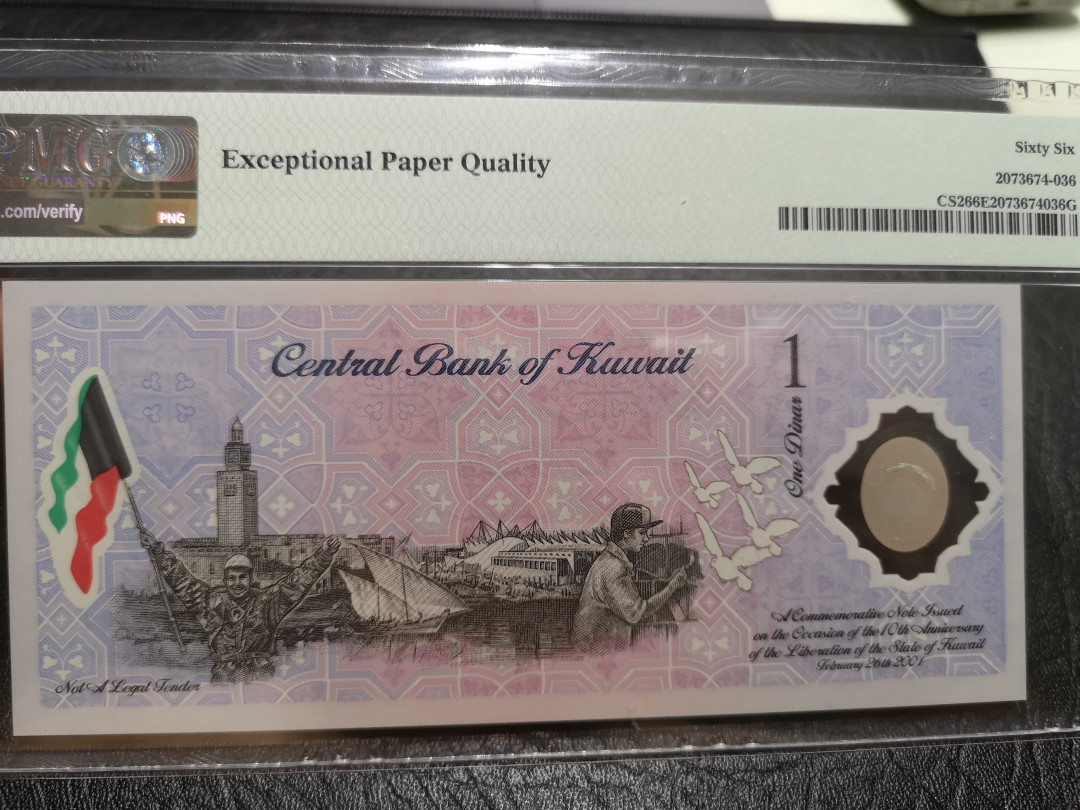 PMG
.com/verify
PNG
Exceptional Paper Quality
Sixty Six
2073674-036
CS266E2073674036G
Central Bank of Kuwait
1
One Dinar
A Commemorative Note Issued
on the Occasion of the 10th Anniversary
of the Liberation of the State of Kuwait
February 26th 2001
Not A Legal Tender